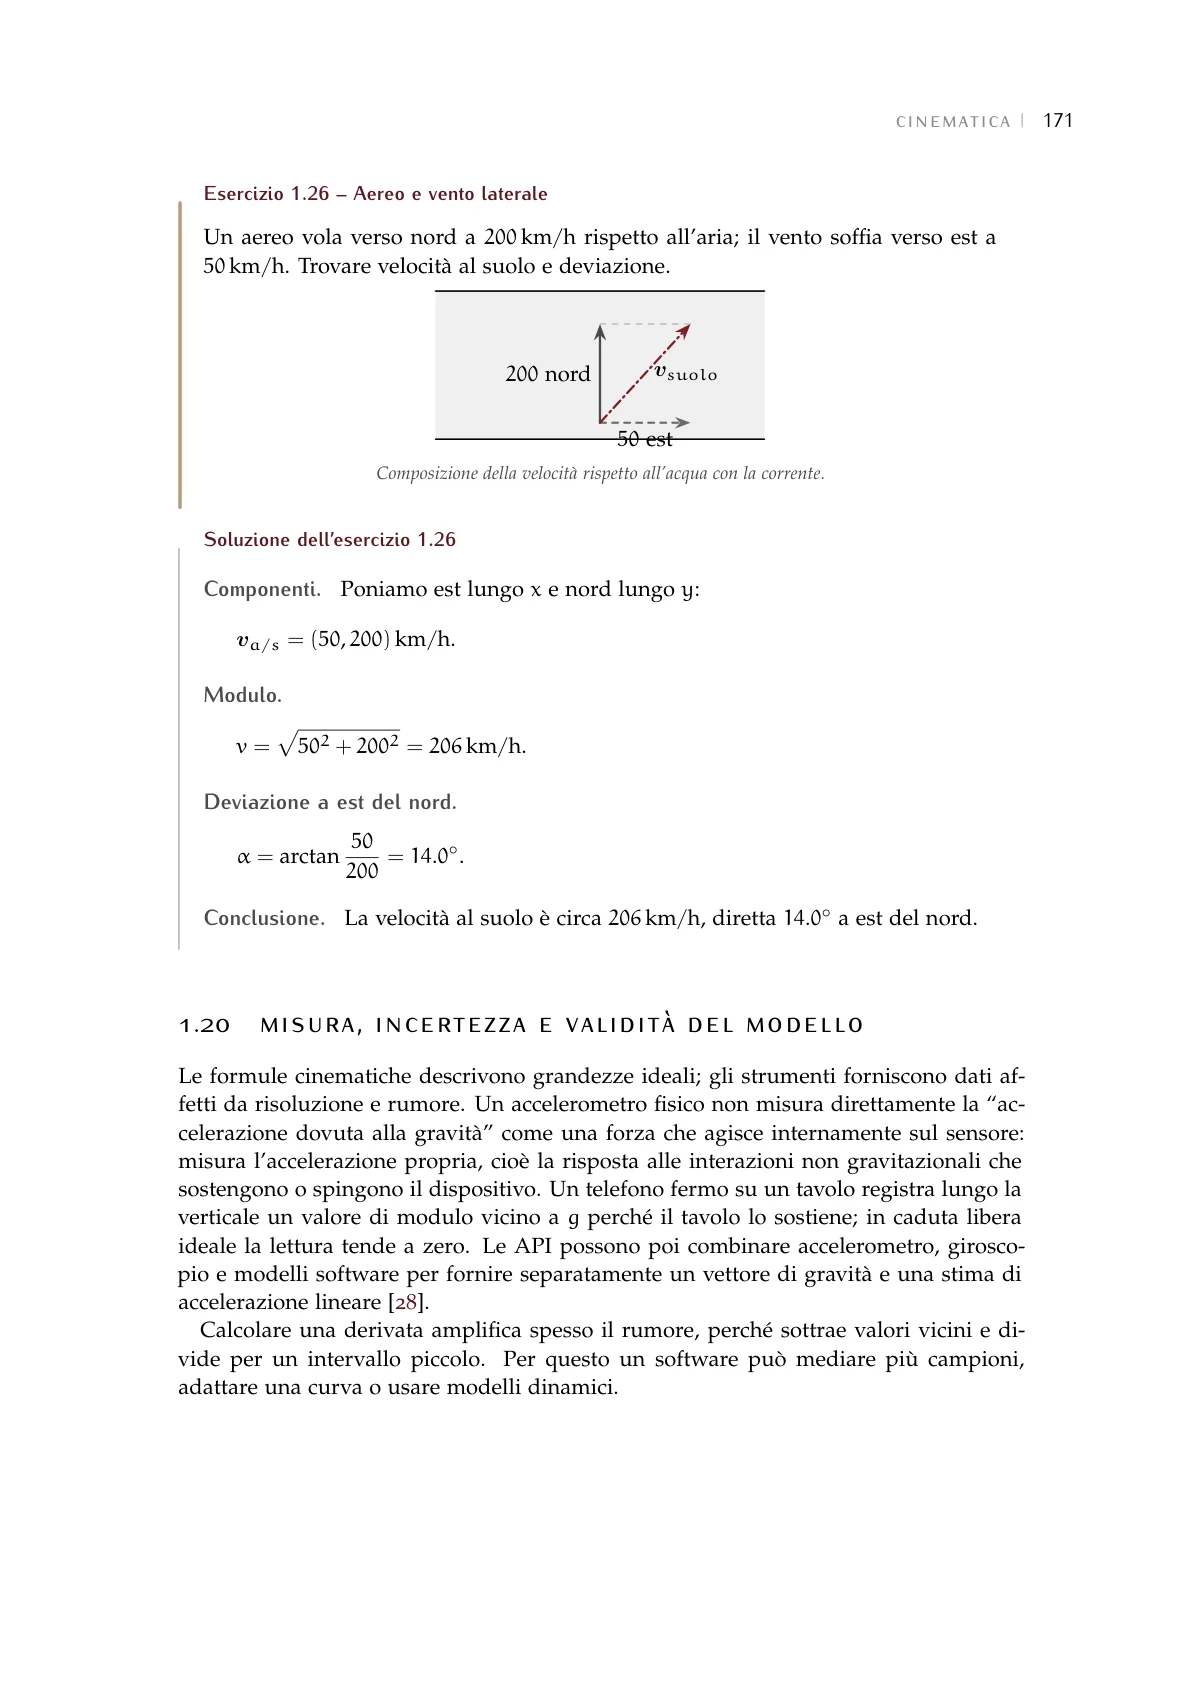 CINEMATICA | 171
Esercizio 1.26 – Aereo e vento laterale
Un aereo vola verso nord a 200 km/h rispetto all'aria; il vento soffia verso est a
50 km/h. Trovare velocità al suolo e deviazione.
200 nord
v_suolo
50 est
Composizione della velocità rispetto all'acqua con la corrente.
Soluzione dell'esercizio 1.26
Componenti. Poniamo est lungo x e nord lungo y:
v_a/s = (50, 200) km/h.
Modulo.
v = √(50² + 200²) = 206 km/h.
Deviazione a est del nord.
α = arctan 50/200 = 14.0°.
Conclusione. La velocità al suolo è circa 206 km/h, diretta 14.0° a est del nord.
1.20 MISURA, INCERTEZZA E VALIDITÀ DEL MODELLO
Le formule cinematiche descrivono grandezze ideali; gli strumenti forniscono dati af-
fetti da risoluzione e rumore. Un accelerometro fisico non misura direttamente la “ac-
celerazione dovuta alla gravità” come una forza che agisce internamente sul sensore:
misura l'accelerazione propria, cioè la risposta alle interazioni non gravitazionali che
sostengono o spingono il dispositivo. Un telefono fermo su un tavolo registra lungo la
verticale un valore di modulo vicino a g perché il tavolo lo sostiene; in caduta libera
ideale la lettura tende a zero. Le API possono poi combinare accelerometro, girosco-
pio e modelli software per fornire separatamente un vettore di gravità e una stima di
accelerazione lineare [28].
Calcolare una derivata amplifica spesso il rumore, perché sottrae valori vicini e di-
vide per un intervallo piccolo. Per questo un software può mediare più campioni,
adattare una curva o usare modelli dinamici.